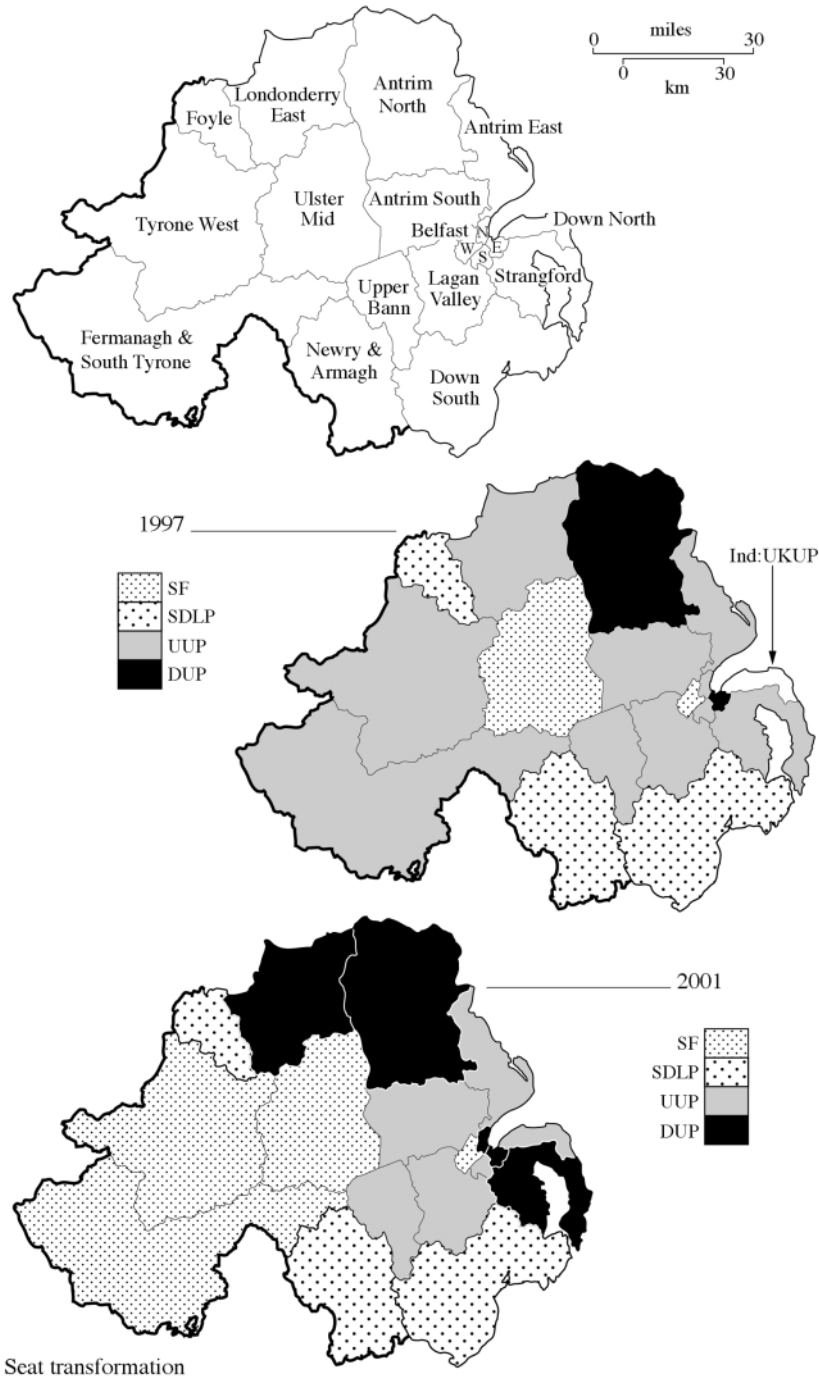 miles
0 30
0 30
km
Foyle
Londonderry
East
Antrim
North
Antrim East
Tyrone West
Ulster
Mid
Antrim South
Belfast
N
W
E
S
Down North
Strangford
Lagan
Valley
Upper
Bann
Fermanagh &
South Tyrone
Newry &
Armagh
Down
South
1997
SF
SDLP
UUP
DUP
Ind:UKUP
2001
SF
SDLP
UUP
DUP
Seat transformation